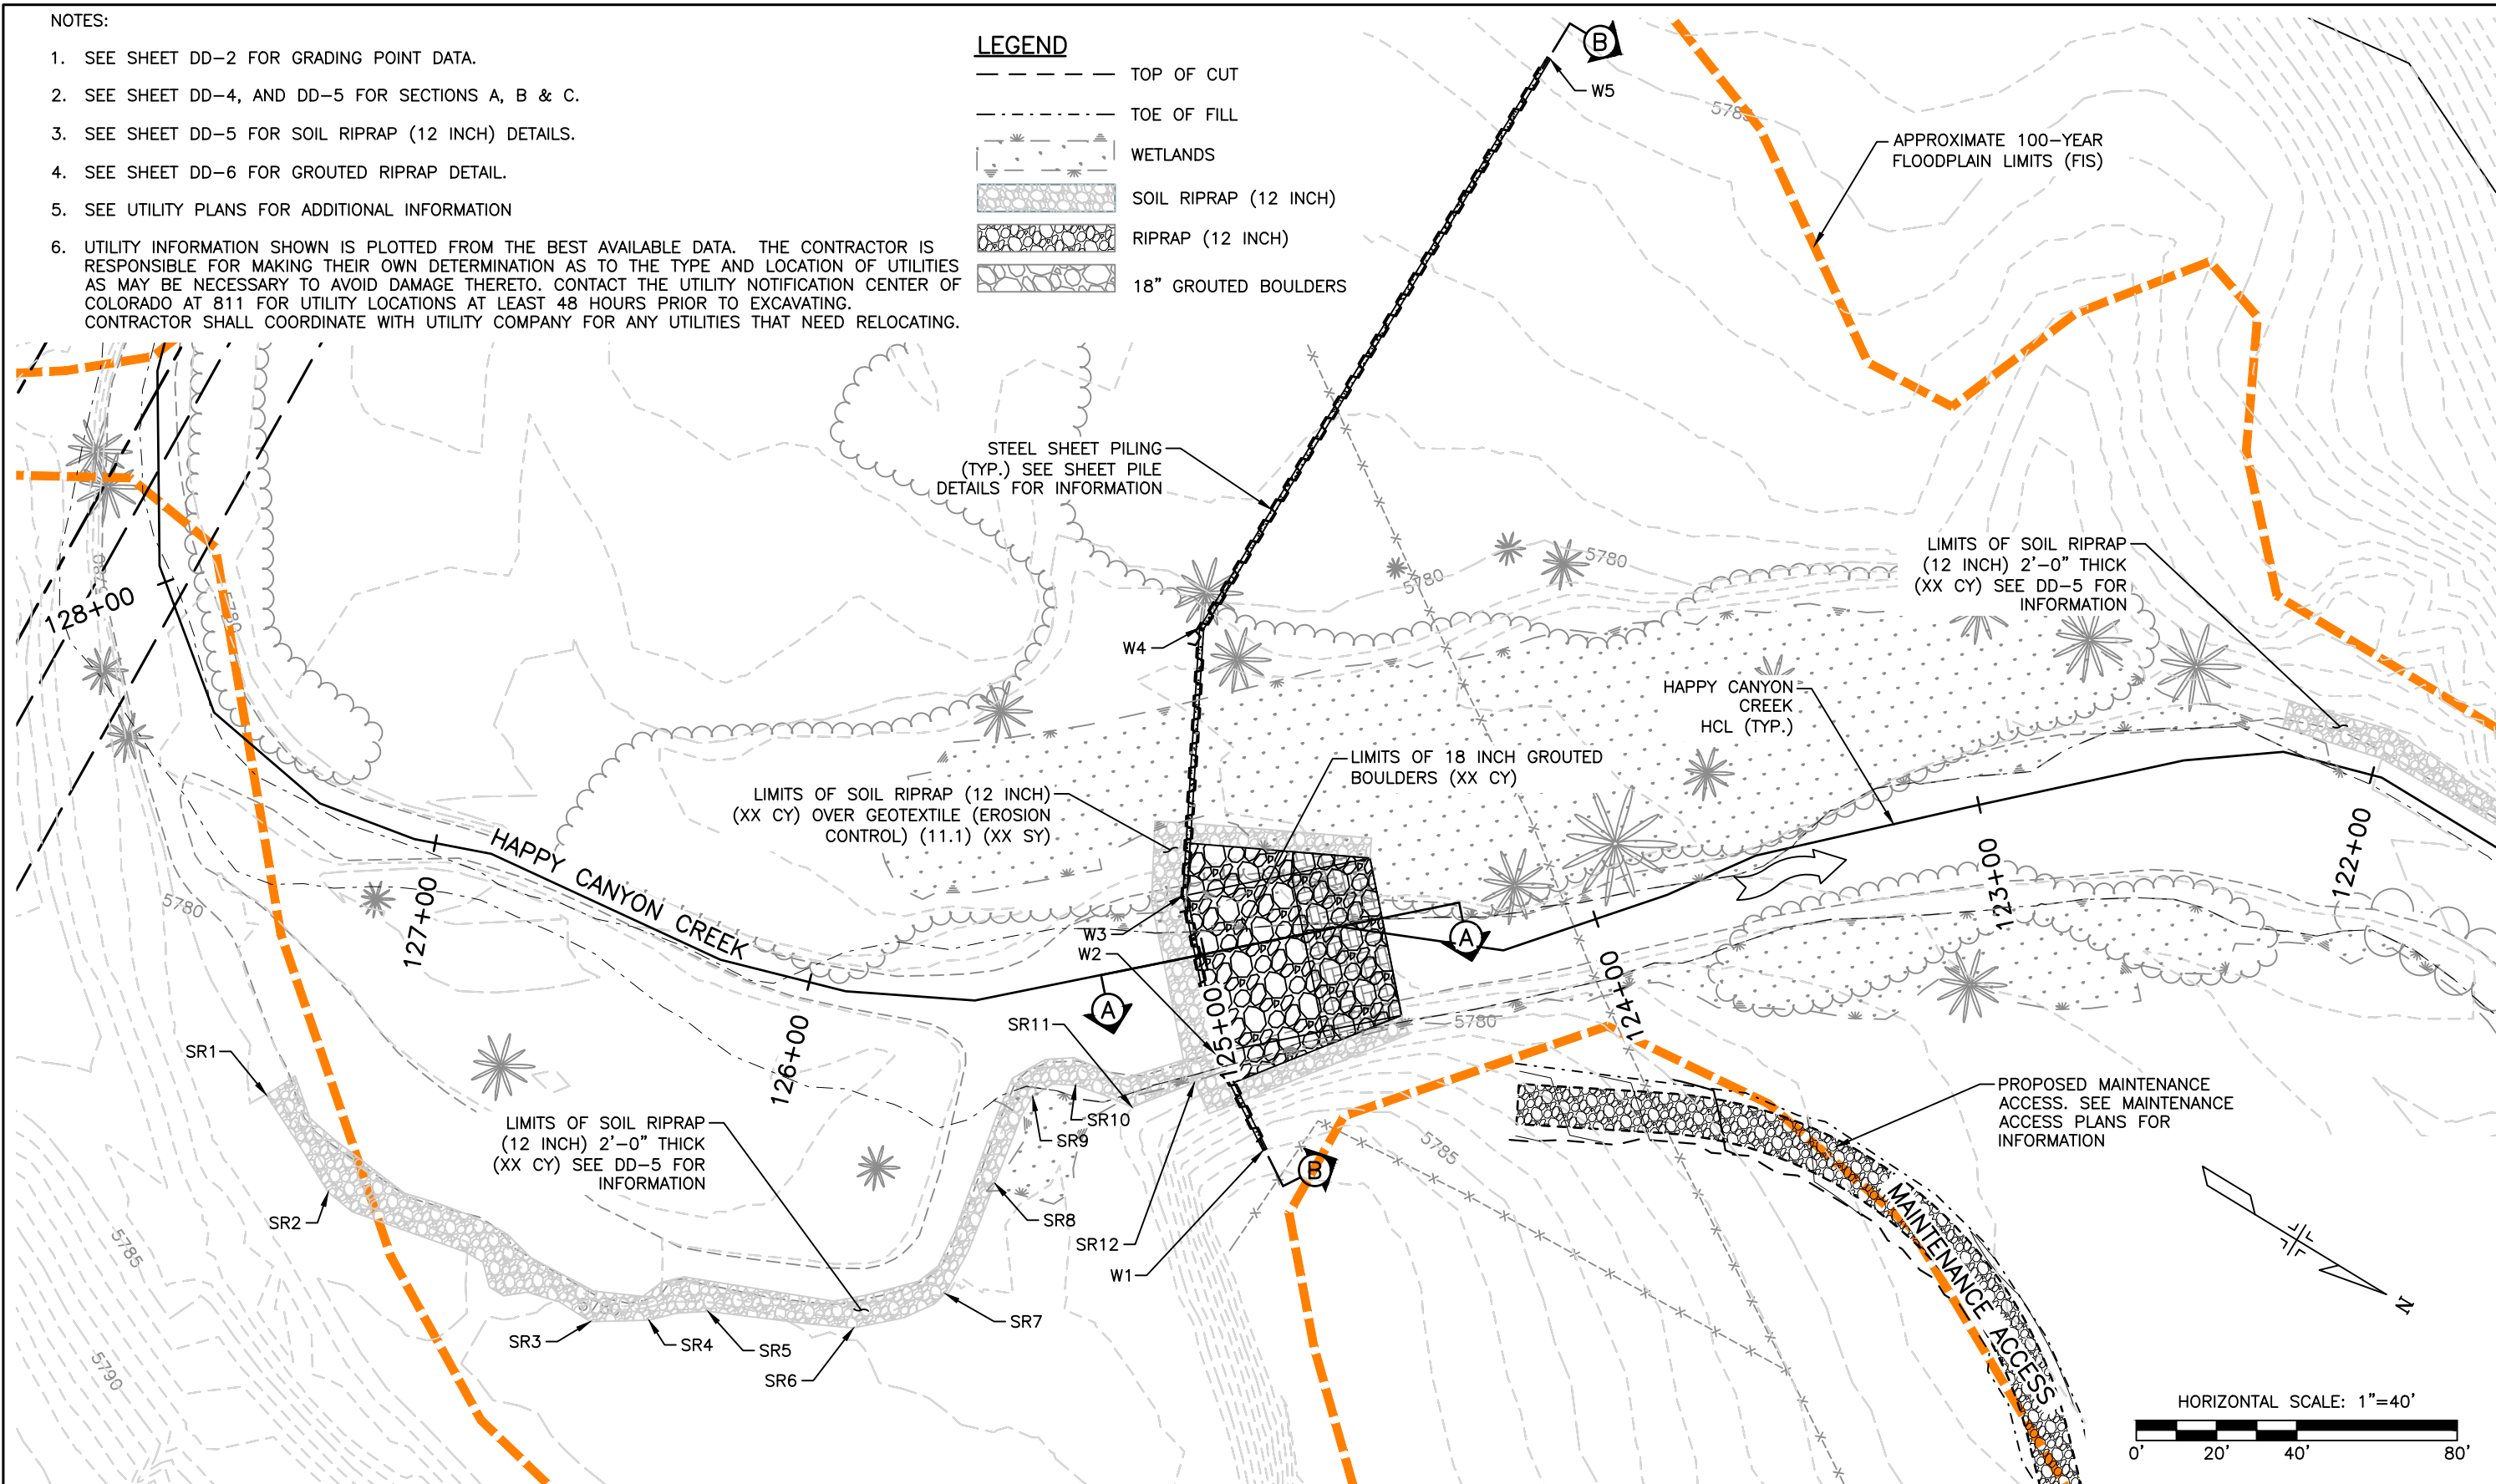 NOTES:
1. SEE SHEET DD-2 FOR GRADING POINT DATA.
2. SEE SHEET DD-4, AND DD-5 FOR SECTIONS A, B & C.
3. SEE SHEET DD-5 FOR SOIL RIPRAP (12 INCH) DETAILS.
4. SEE SHEET DD-6 FOR GROUTED RIPRAP DETAIL.
5. SEE UTILITY PLANS FOR ADDITIONAL INFORMATION
6. UTILITY INFORMATION SHOWN IS PLOTTED FROM THE BEST AVAILABLE DATA. THE CONTRACTOR IS
RESPONSIBLE FOR MAKING THEIR OWN DETERMINATION AS TO THE TYPE AND LOCATION OF UTILITIES
AS MAY BE NECESSARY TO AVOID DAMAGE THERETO. CONTACT THE UTILITY NOTIFICATION CENTER OF
COLORADO AT 811 FOR UTILITY LOCATIONS AT LEAST 48 HOURS PRIOR TO EXCAVATING.
CONTRACTOR SHALL COORDINATE WITH UTILITY COMPANY FOR ANY UTILITIES THAT NEED RELOCATING.
LEGEND
TOP OF CUT
TOE OF FILL
WETLANDS
SOIL RIPRAP (12 INCH)
RIPRAP (12 INCH)
18" GROUTED BOULDERS
B
W5
5785
APPROXIMATE 100-YEAR
FLOODPLAIN LIMITS (FIS)
STEEL SHEET PILING
(TYP.) SEE SHEET PILE
DETAILS FOR INFORMATION
5780
5780
LIMITS OF SOIL RIPRAP
(12 INCH) 2'-0" THICK
(XX CY) SEE DD-5 FOR
INFORMATION
5780
5780
128+00
W4
HAPPY CANYON
CREEK
HCL (TYP.)
LIMITS OF 18 INCH GROUTED
BOULDERS (XX CY)
LIMITS OF SOIL RIPRAP (12 INCH)
(XX CY) OVER GEOTEXTILE (EROSION
CONTROL) (11.1) (XX SY)
5780
127+00
HAPPY CANYON CREEK
W3
W2
A
A
123+00
122+00
124+00
125+00
126+00
5780
SR11
SR1
SR10
SR9
SR8
SR12
W1
B
5785
LIMITS OF SOIL RIPRAP
(12 INCH) 2'-0" THICK
(XX CY) SEE DD-5 FOR
INFORMATION
PROPOSED MAINTENANCE
ACCESS. SEE MAINTENANCE
ACCESS PLANS FOR
INFORMATION
MAINTENANCE ACCESS
SR2
5785
5790
SR3
SR4
SR5
SR6
SR7
N
HORIZONTAL SCALE: 1"=40'
0' 20' 40' 80'